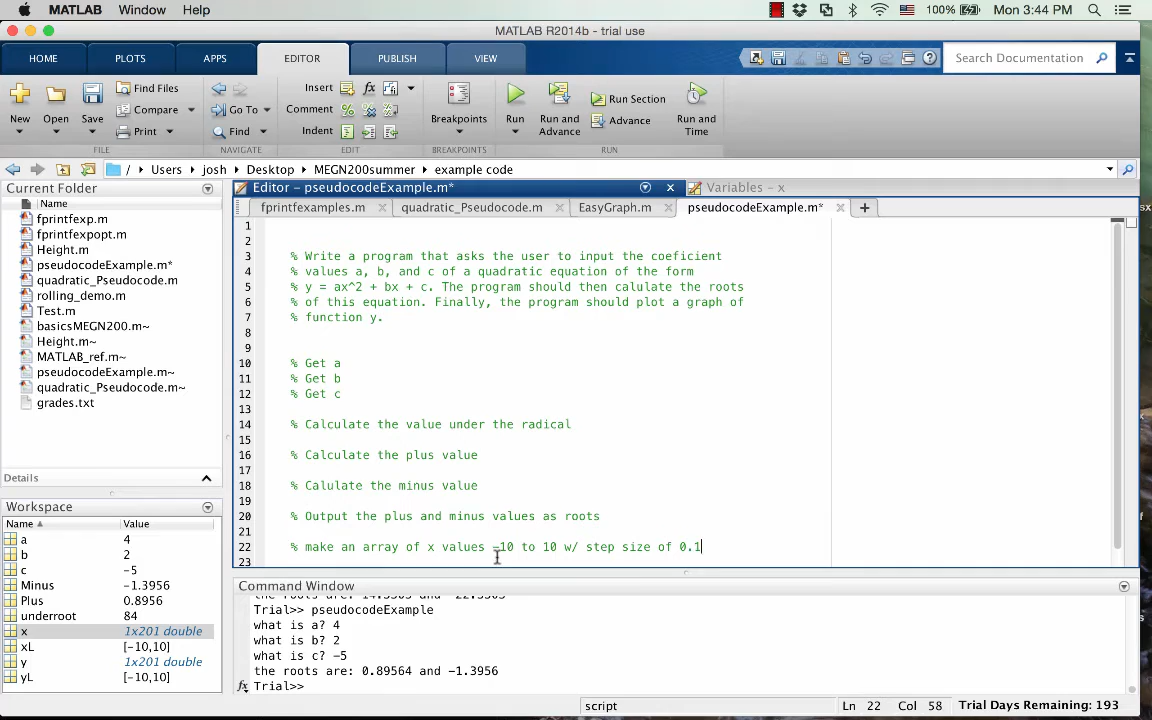 MATLAB Window Help 100% Mon 3:44 PM
MATLAB R2014b - trial use
HOME PLOTS APPS EDITOR PUBLISH VIEW Search Documentation
New Open Save Find Files Compare Print
Go To Find
Insert fx
Comment
Indent
Breakpoints Run Run and Advance Run Section Advance Run and Time
FILE NAVIGATE EDIT BREAKPOINTS RUN
/ Users josh Desktop MEGN200summer example code
Current Folder
Name
fprintfexp.m
fprintfexpopt.m
Height.m
pseudocodeExample.m*
quadratic_Pseudocode.m
rolling_demo.m
Test.m
basicsMEGN200.m~
Height.m~
MATLAB_ref.m~
pseudocodeExample.m~
quadratic_Pseudocode.m~
grades.txt
Details
Workspace
Name Value
a 4
b 2
c -5
Minus -1.3956
Plus 0.8956
underroot 84
x 1x201 double
xL [-10,10]
y 1x201 double
yL [-10,10]
Editor - pseudocodeExample.m* Variables - x
fprintfexamples.m quadratic_Pseudocode.m EasyGraph.m pseudocodeExample.m*
1
2
3 % Write a program that asks the user to input the coeficient
4 % values a, b, and c of a quadratic equation of the form
5 % y = ax^2 + bx + c. The program should then calulate the roots
6 % of this equation. Finally, the program should plot a graph of
7 % function y.
8
9
10 % Get a
11 % Get b
12 % Get c
13
14 % Calculate the value under the radical
15
16 % Calculate the plus value
17
18 % Calulate the minus value
19
20 % Output the plus and minus values as roots
21
22 % make an array of x values -10 to 10 w/ step size of 0.1
23
Command Window
Trial>> pseudocodeExample
what is a? 4
what is b? 2
what is c? -5
the roots are: 0.89564 and -1.3956
fx Trial>>
script Ln 22 Col 58 Trial Days Remaining: 193